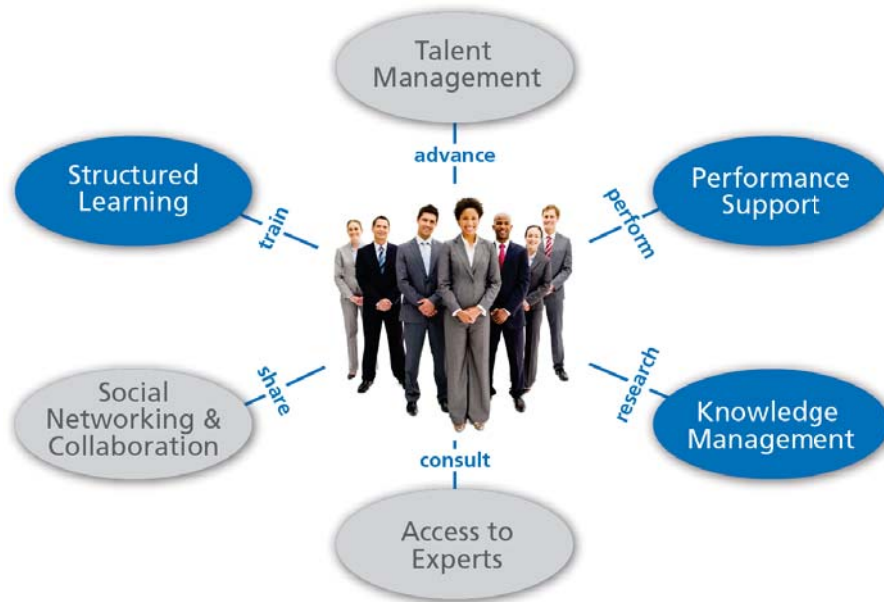 Talent
Management
advance
Structured
Learning
train
Performance
Support
perform
Social
Networking &
Collaboration
share
Knowledge
Management
research
consult
Access to
Experts